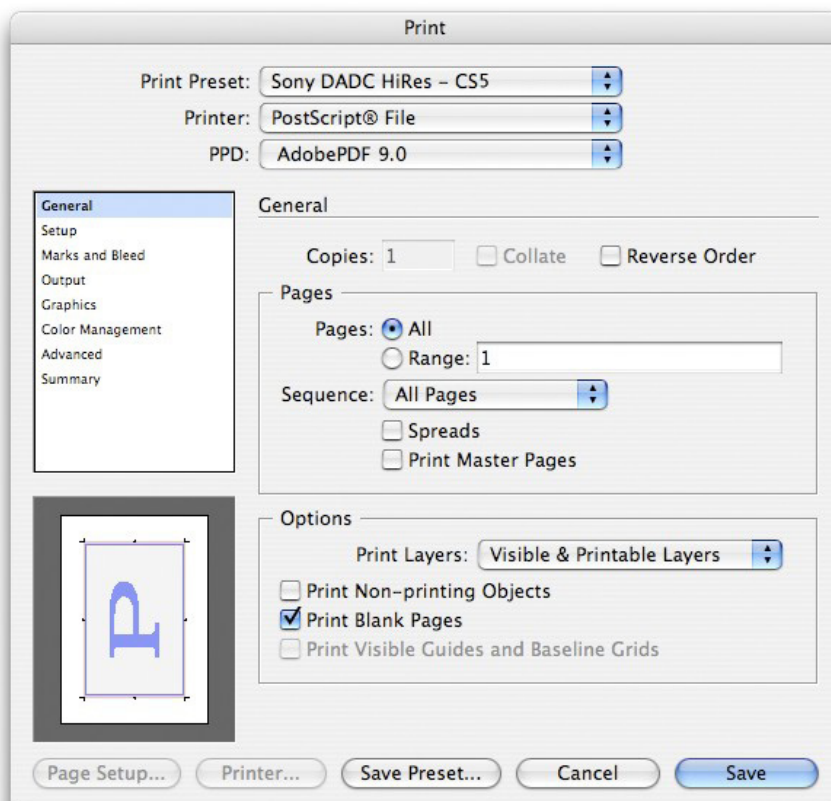 Print
Print Preset: Sony DADC HiRes – CS5
Printer: PostScript® File
PPD: AdobePDF 9.0
General
Setup
Marks and Bleed
Output
Graphics
Color Management
Advanced
Summary
General
Copies: 1 Collate Reverse Order
Pages
Pages: All
Range: 1
Sequence: All Pages
Spreads
Print Master Pages
Options
Print Layers: Visible & Printable Layers
Print Non-printing Objects
Print Blank Pages
Print Visible Guides and Baseline Grids
P
Page Setup... Printer... Save Preset... Cancel Save